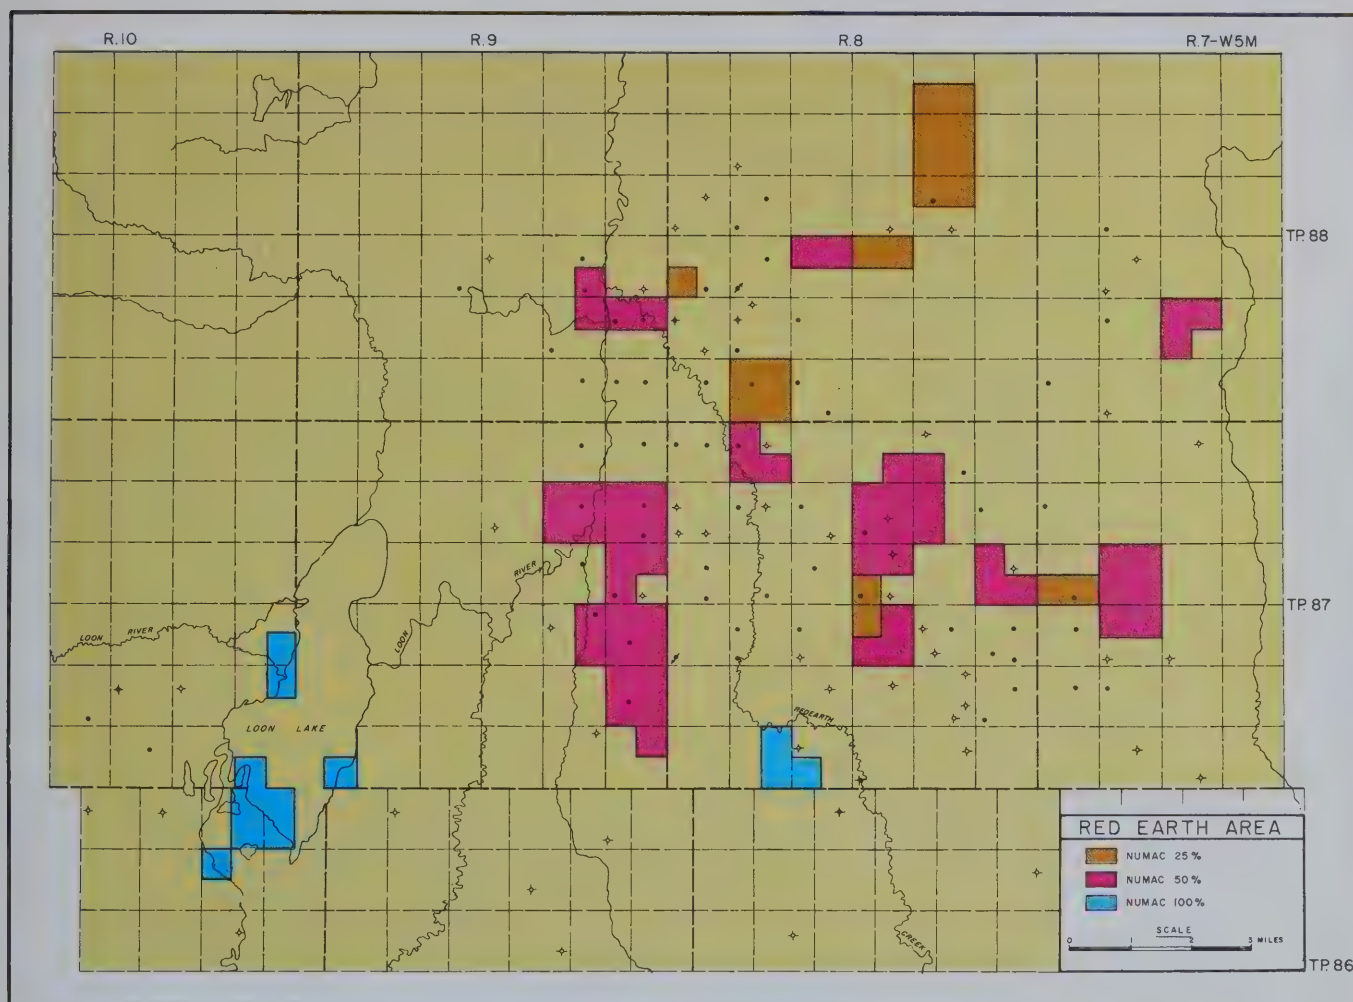 R.10 R.9 R.8 R.7-W5M
TP. 88
RIVER
TP. 87
LOON RIVER
LOON
REDEARTH
LOON LAKE
RED EARTH AREA
NUMAC 25%
NUMAC 50%
NUMAC 100%
SCALE
0 1 2 3 MILES
CREEK
TP. 86